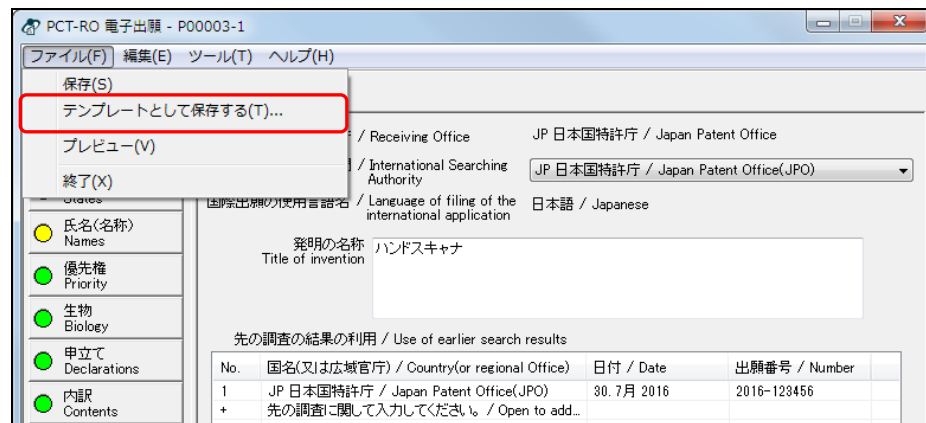 PCT-RO 電子出願 - P00003-1
ファイル(F) 編集(E) ツール(T) ヘルプ(H)
保存(S)
テンプレートとして保存する(T)...
プレビュー(V)
終了(X)
/ Receiving Office
JP 日本国特許庁 / Japan Patent Office
/ International Searching
Authority
JP 日本国特許庁 / Japan Patent Office(JPO)
States
国際出願の使用言語名 / Language of filing of the
international application
日本語 / Japanese
氏名(名称)
Names
発明の名称
Title of invention
ハンドスキャナ
優先権
Priority
生物
Biology
先の調査の結果の利用 / Use of earlier search results
申立て
Declarations
No. 国名(又は広域官庁) / Country(or regional Office) 日付 / Date 出願番号 / Number
1 JP 日本国特許庁 / Japan Patent Office(JPO) 30. 7月 2016 2016-123456
+ 先の調査に関して入力してください。 / Open to add...
内訳
Contents